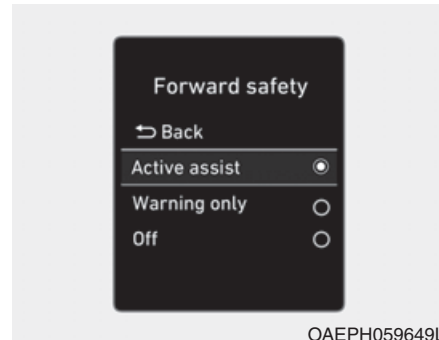 Forward safety
Back
Active assist
Warning only
Off
OAEPH059649L